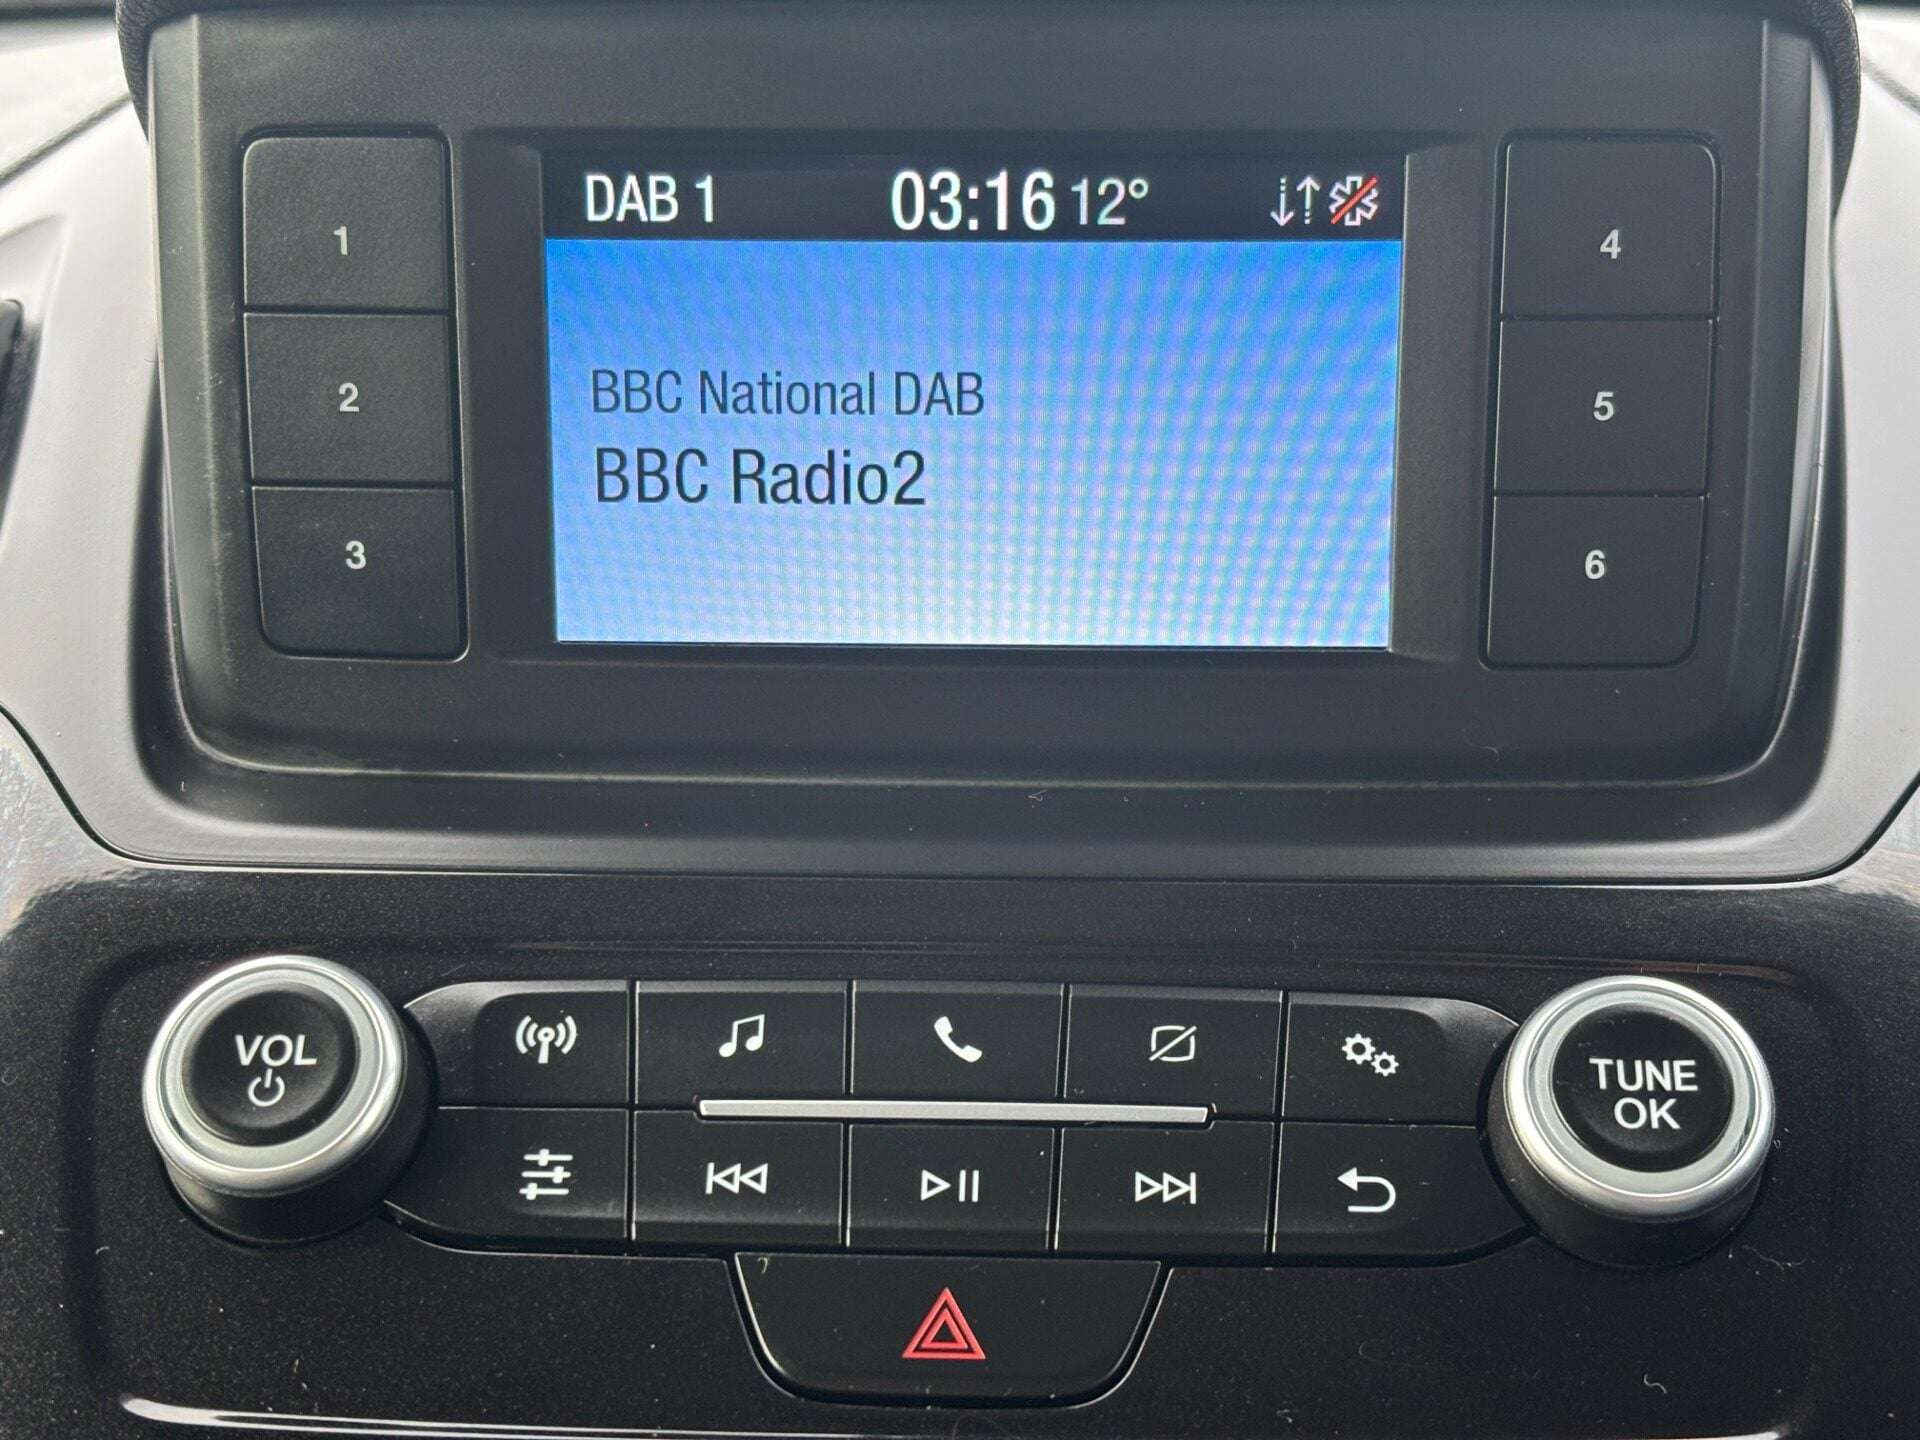 DAB 1 03:16 12°
BBC National DAB
BBC Radio2
1
2
3
4
5
6
VOL
TUNE
OK